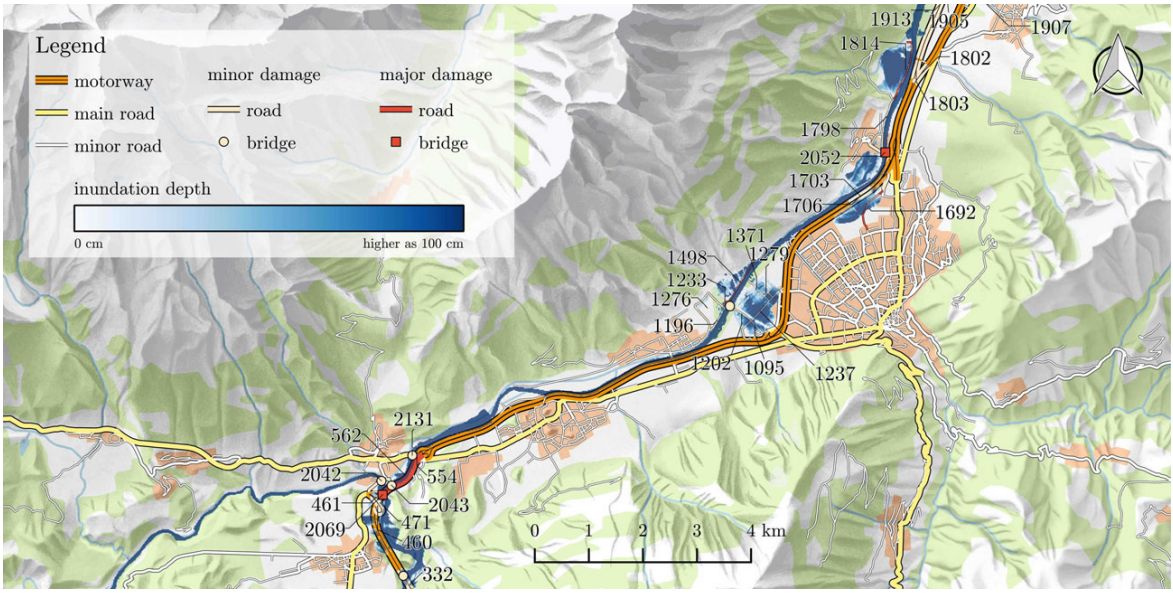 Legend
motorway
main road
minor road
minor damage
road
bridge
major damage
road
bridge
inundation depth
0 cm
higher as 100 cm
1913
1905
1907
1814
1802
1803
1798
2052
1703
1706
1692
1371
1279
1498
1233
1276
1196
1202
1095
1237
2131
562
2042
554
461
2043
2069
471
460
332
0 1 2 3 4 km